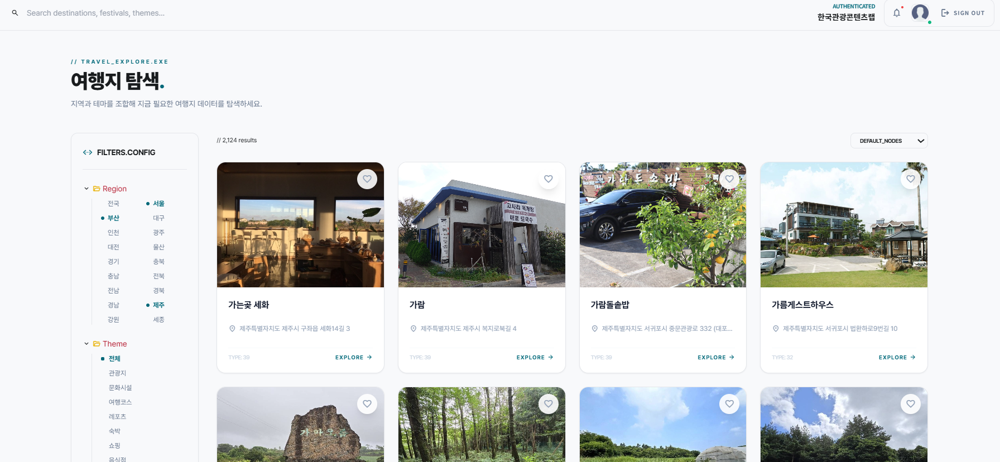 Search destinations, festivals, themes...
AUTHENTICATED
한국관광콘텐츠랩
SIGN OUT
// TRAVEL_EXPLORE.EXE
여행지 탐색.
지역과 테마를 조합해 지금 필요한 여행지 데이터를 탐색하세요.
FILTERS.CONFIG
Region
전국 서울
부산 대구
인천 광주
대전 울산
경기 충북
충남 전북
전남 경북
경남 제주
강원 세종
Theme
전체
관광지
문화시설
여행코스
레포츠
숙박
쇼핑
음식점
// 2,124 results
DEFAULT_NODES
가는곶 세화
제주특별자치도 제주시 구좌읍 세화14길 3
TYPE: 39
EXPLORE
고사리 육개장
해물 칼국수
가람
제주특별자치도 제주시 복지로북길 4
TYPE: 39
EXPLORE
가람돌솥밥
제주특별자치도 서귀포시 중문관광로 332 (대포...
TYPE: 39
EXPLORE
가름게스트하우스
제주특별자치도 서귀포시 법환하로9번길 10
TYPE: 32
EXPLORE
가마오름